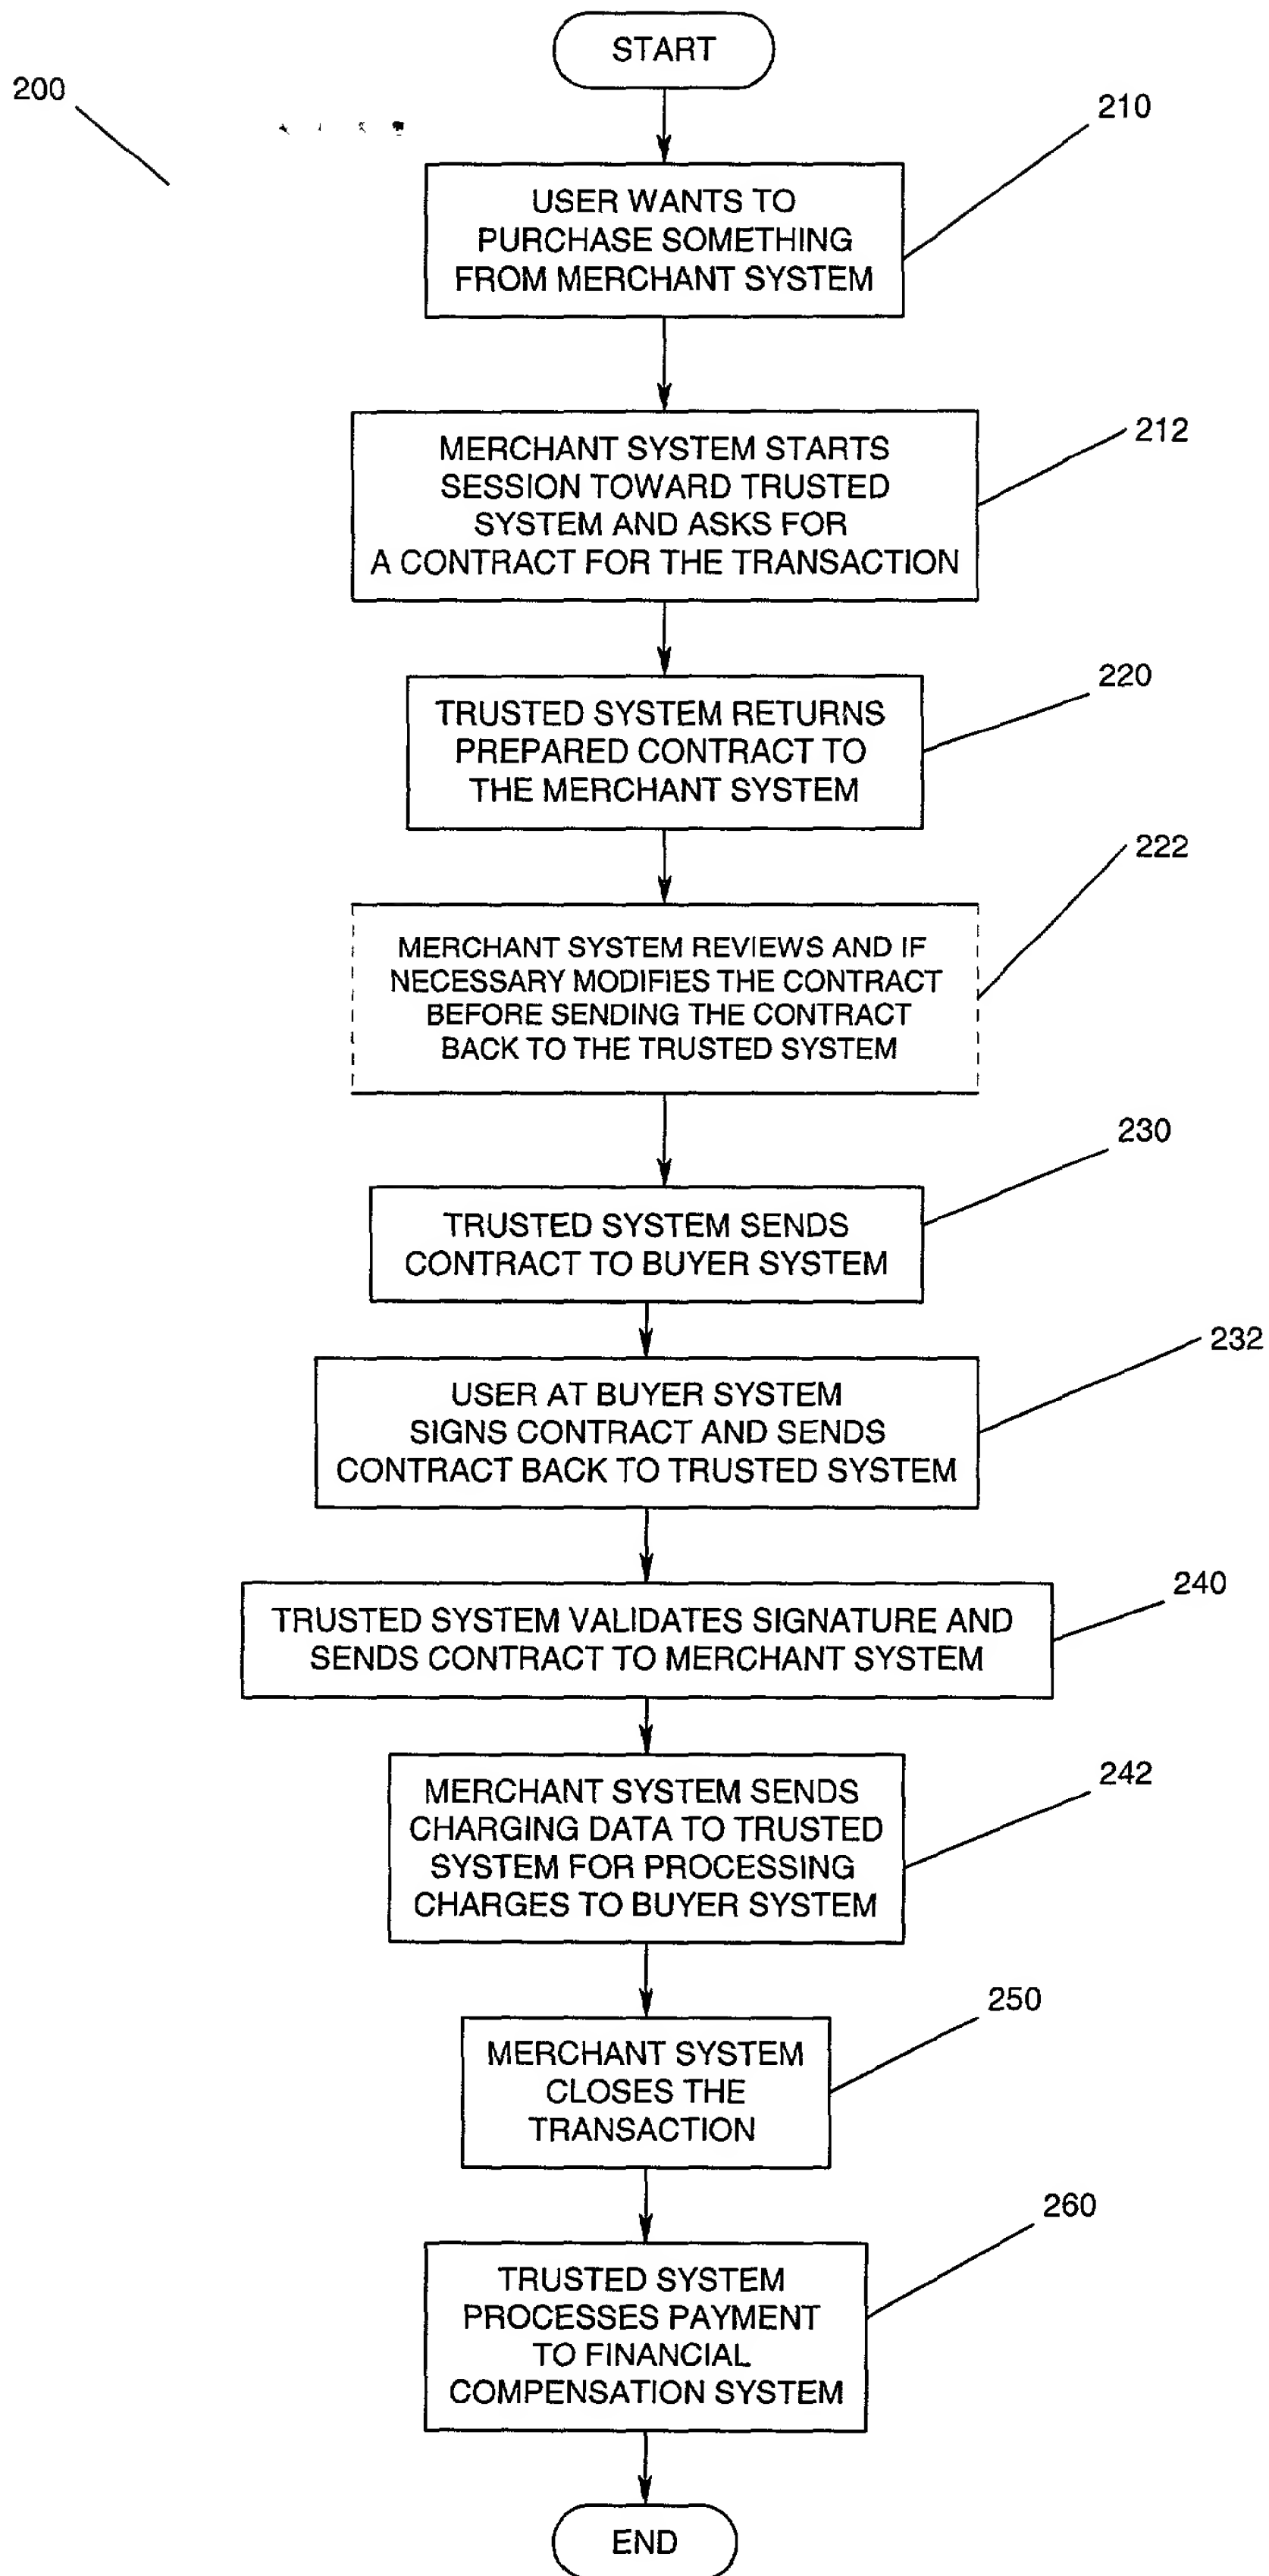 START
200
210
USER WANTS TO
PURCHASE SOMETHING
FROM MERCHANT SYSTEM
212
MERCHANT SYSTEM STARTS
SESSION TOWARD TRUSTED
SYSTEM AND ASKS FOR
A CONTRACT FOR THE TRANSACTION
220
TRUSTED SYSTEM RETURNS
PREPARED CONTRACT TO
THE MERCHANT SYSTEM
222
MERCHANT SYSTEM REVIEWS AND IF
NECESSARY MODIFIES THE CONTRACT
BEFORE SENDING THE CONTRACT
BACK TO THE TRUSTED SYSTEM
230
TRUSTED SYSTEM SENDS
CONTRACT TO BUYER SYSTEM
232
USER AT BUYER SYSTEM
SIGNS CONTRACT AND SENDS
CONTRACT BACK TO TRUSTED SYSTEM
240
TRUSTED SYSTEM VALIDATES SIGNATURE AND
SENDS CONTRACT TO MERCHANT SYSTEM
242
MERCHANT SYSTEM SENDS
CHARGING DATA TO TRUSTED
SYSTEM FOR PROCESSING
CHARGES TO BUYER SYSTEM
250
MERCHANT SYSTEM
CLOSES THE
TRANSACTION
260
TRUSTED SYSTEM
PROCESSES PAYMENT
TO FINANCIAL
COMPENSATION SYSTEM
END